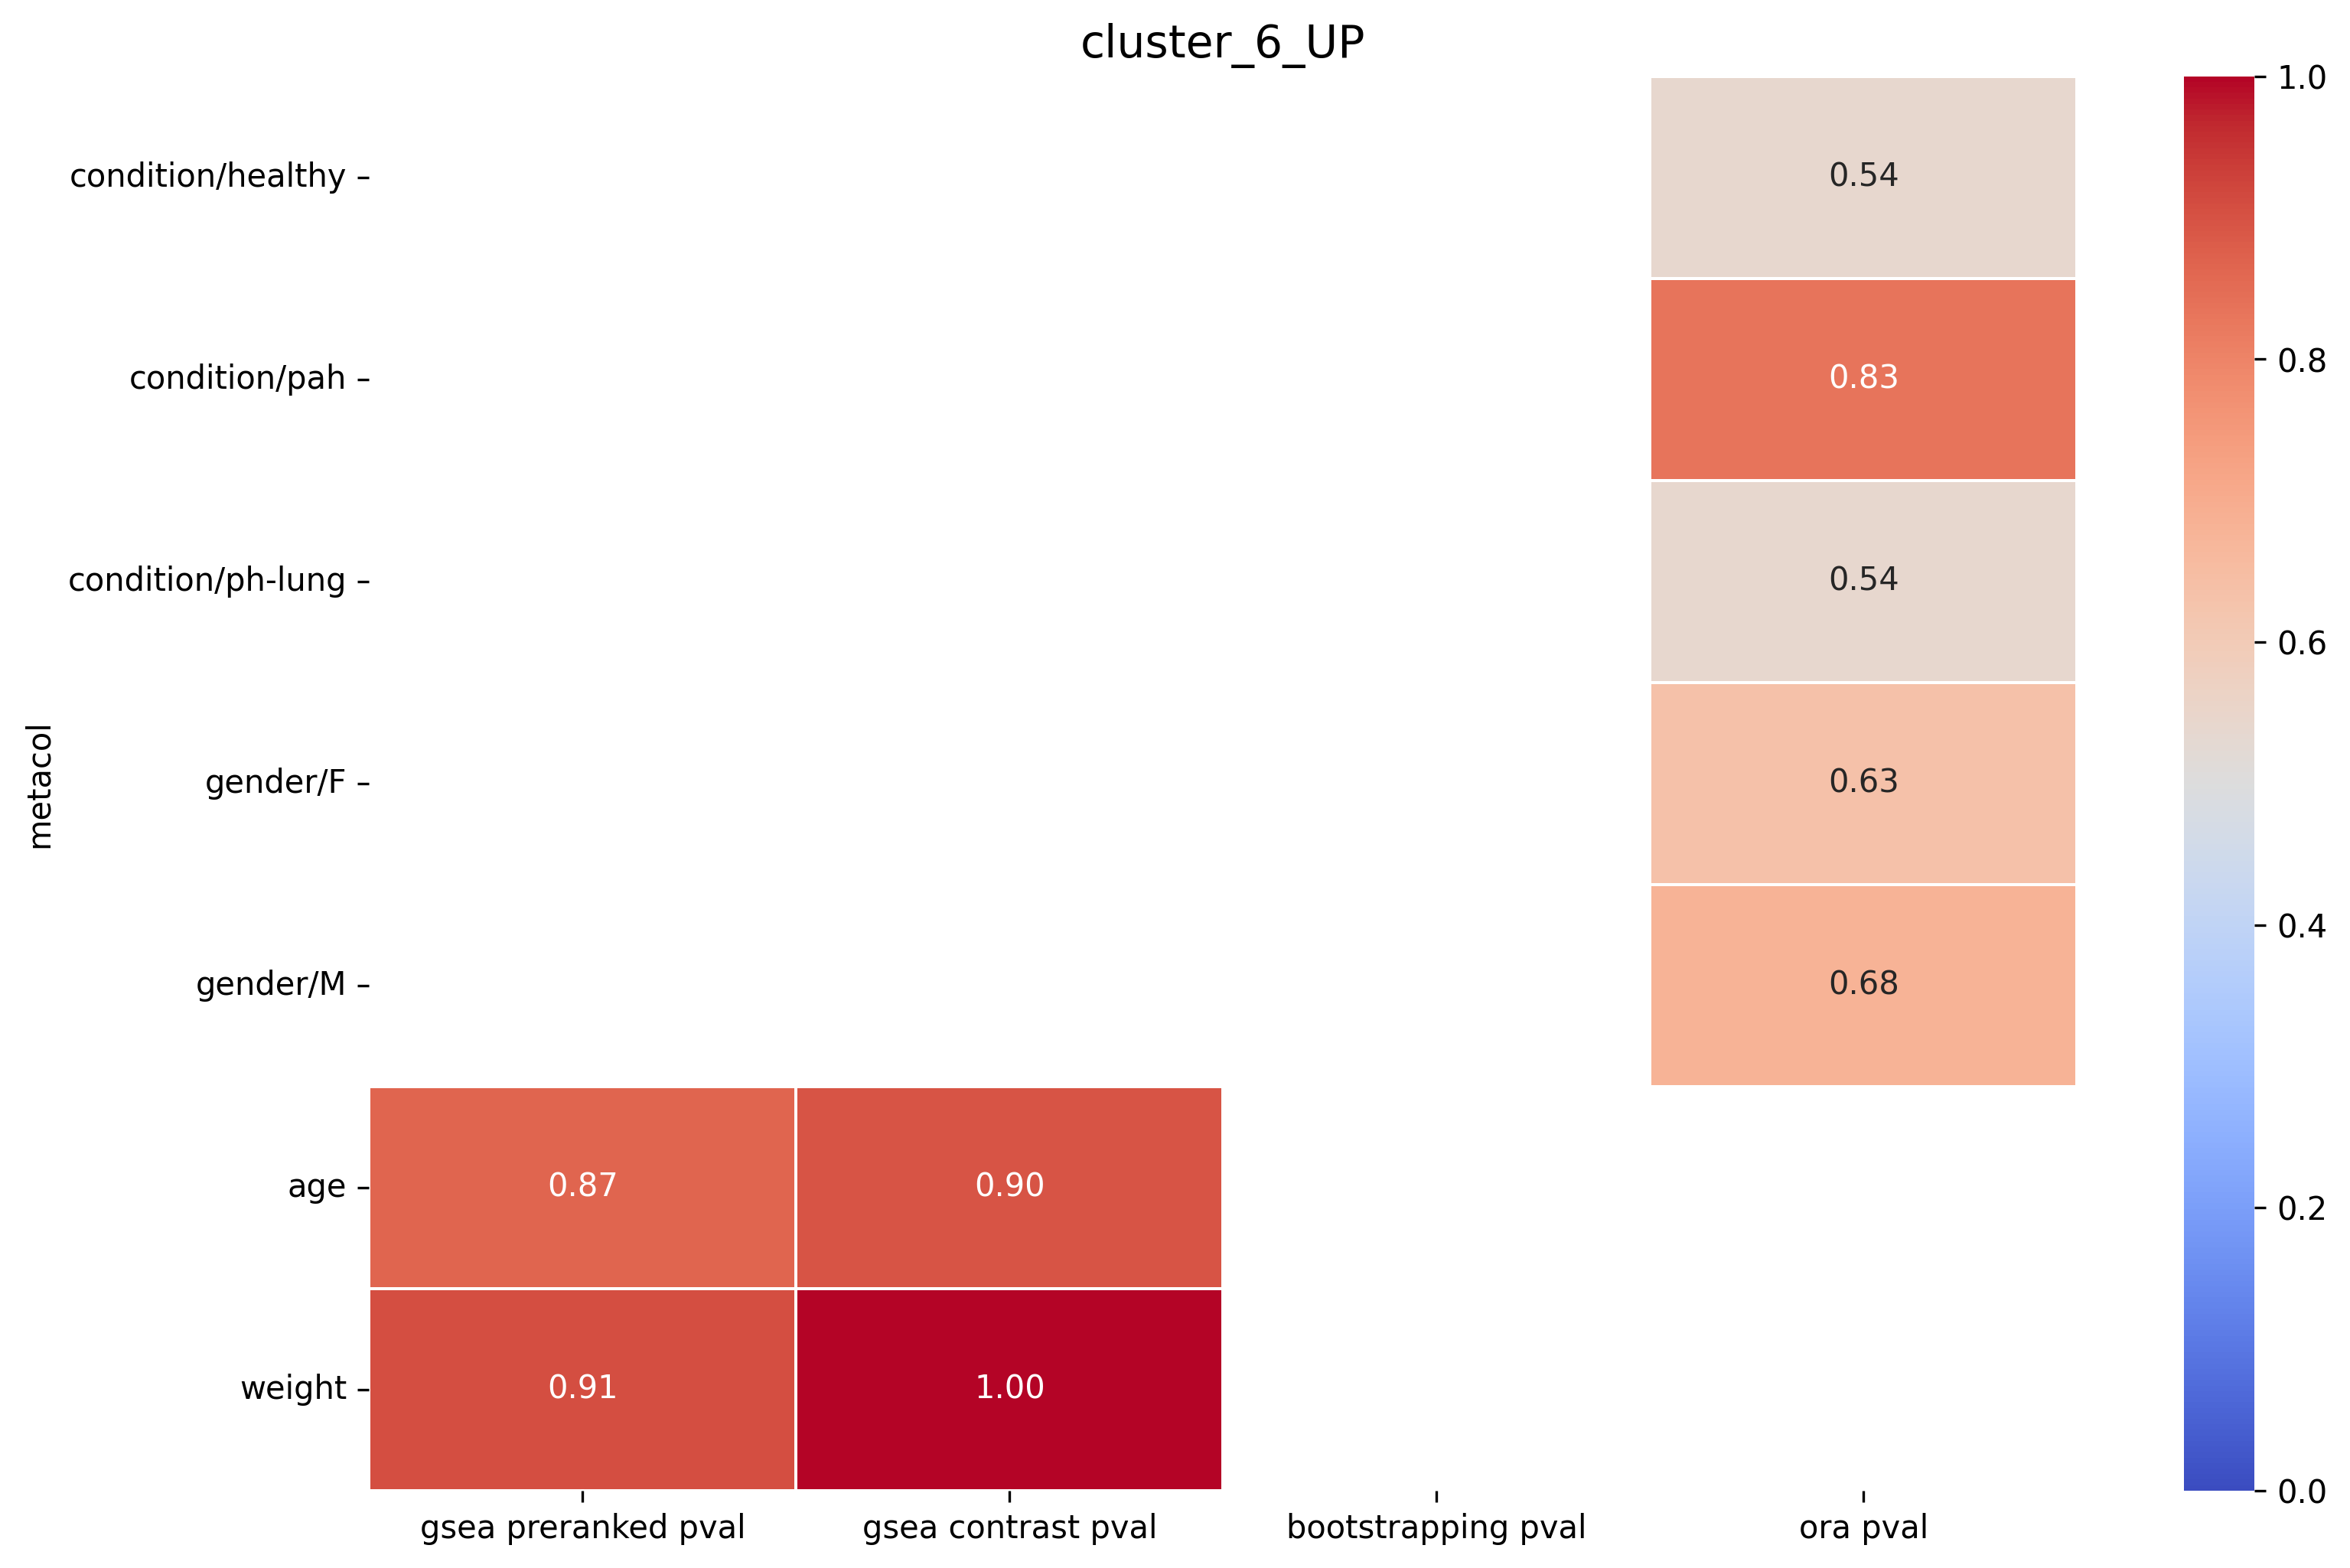 cluster_6_UP
metacol
condition/healthy
0.54
condition/pah
0.83
condition/ph-lung
0.54
gender/F
0.63
gender/M
0.68
age
0.87
0.90
weight
0.91
1.00
gsea preranked pval
gsea contrast pval
bootstrapping pval
ora pval
1.0
0.8
0.6
0.4
0.2
0.0